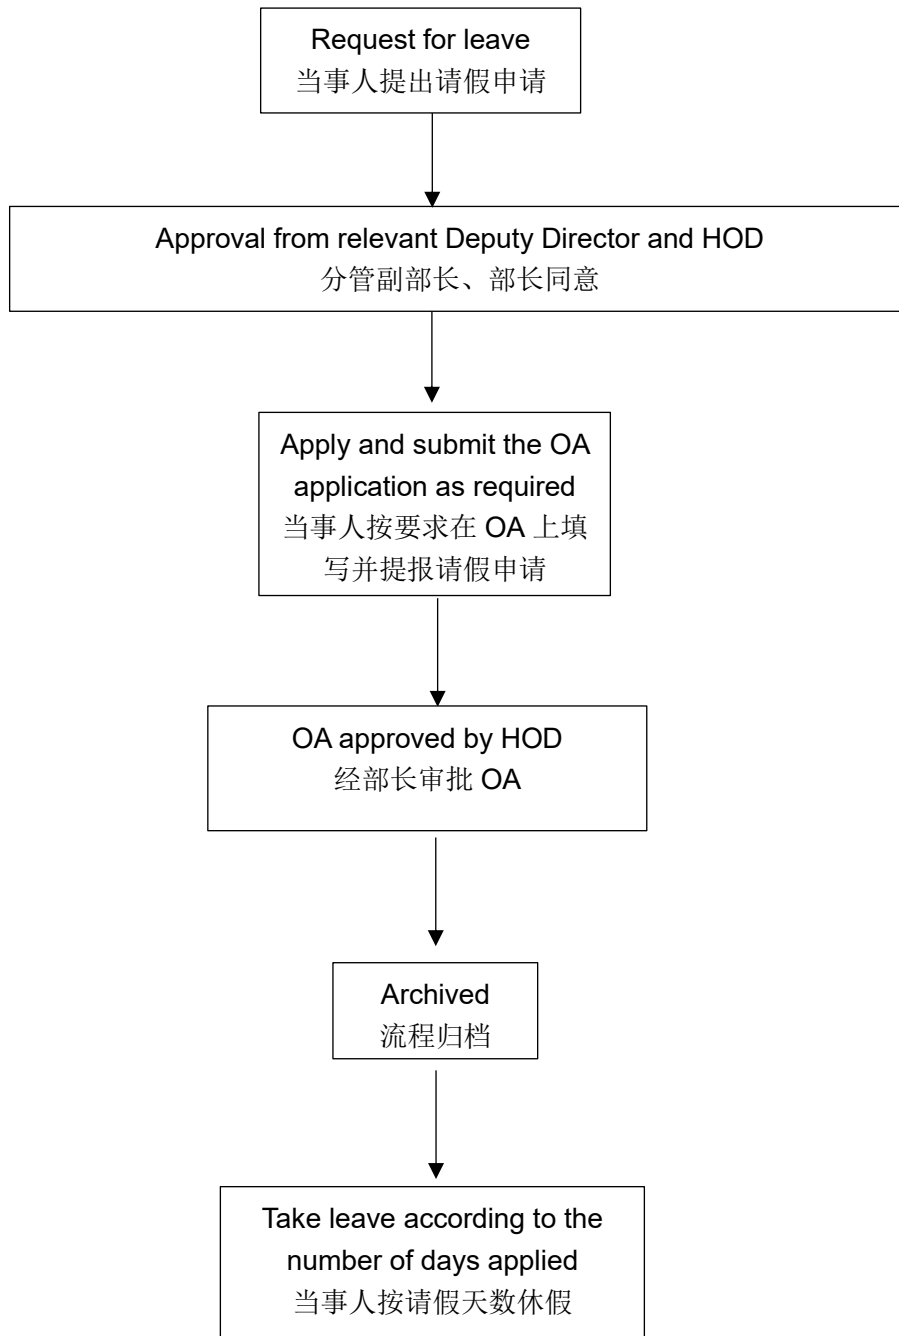 Request for leave
当事人提出请假申请
Approval from relevant Deputy Director and HOD
分管副部长、部长同意
Apply and submit the OA
application as required
当事人按要求在 OA 上填
写并提报请假申请
OA approved by HOD
经部长审批 OA
Archived
流程归档
Take leave according to the
number of days applied
当事人按请假天数休假